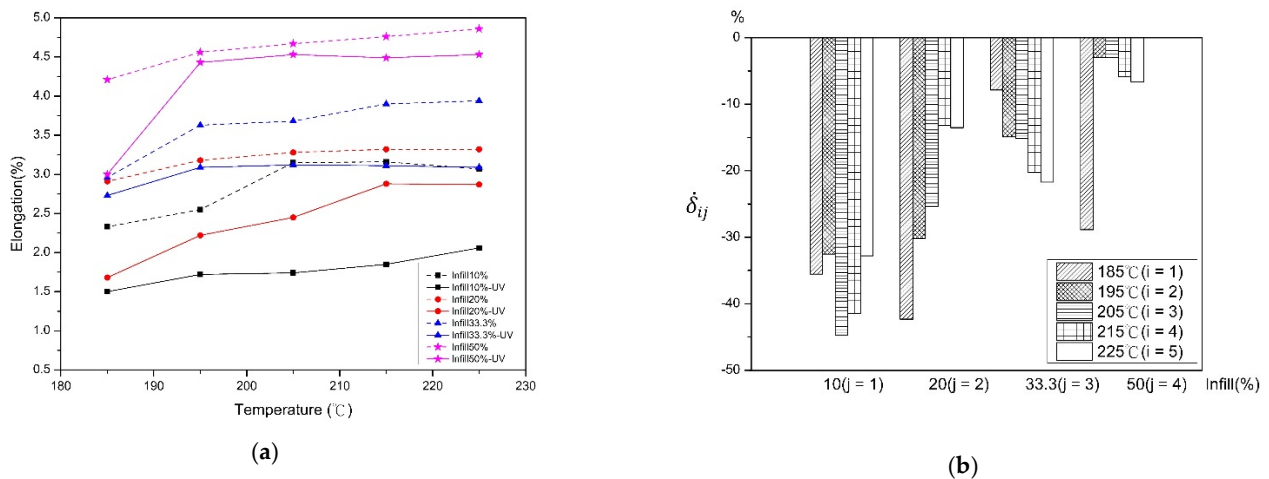 5.0
4.5
4.0
3.5
3.0
2.5
2.0
1.5
1.0
0.5
Elongation(%)
180 190 200 210 220 230
Temperature (℃)
Infill10%
Infill10%-UV
Infill20%
Infill20%-UV
Infill33.3%
Infill33.3%-UV
Infill50%
Infill50%-UV
(a)
%
0
-10
-20
-30
-40
-50
δ̇ij
185℃(i = 1)
195℃(i = 2)
205℃(i = 3)
215℃(i = 4)
225℃(i = 5)
10(j = 1) 20(j = 2) 33.3(j = 3) 50(j = 4) Infill(%)
(b)